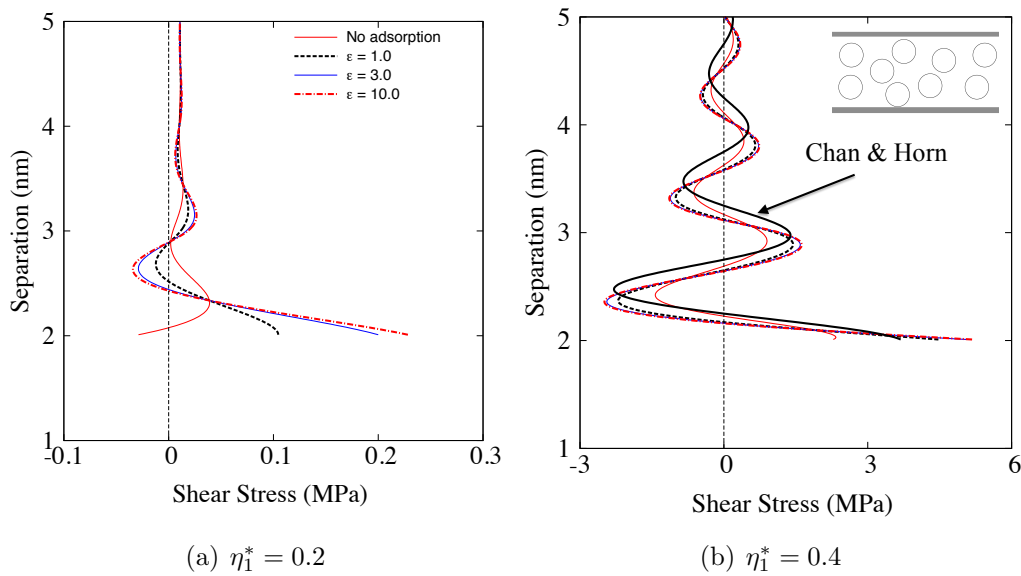 5
4
3
2
1
Separation (nm)
No adsorption
ε = 1.0
ε = 3.0
ε = 10.0
-0.1
0
0.1
0.2
0.3
Shear Stress (MPa)
(a) η₁* = 0.2
5
4
3
2
1
Separation (nm)
Chan & Horn
-3
0
3
6
Shear Stress (MPa)
(b) η₁* = 0.4